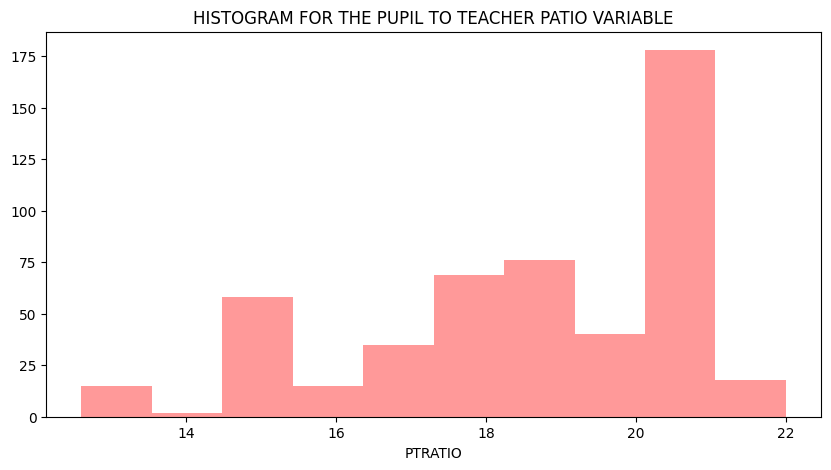 HISTOGRAM FOR THE PUPIL TO TEACHER PATIO VARIABLE
175
150
125
100
75
50
25
0
14 16 18 20 22
PTRATIO